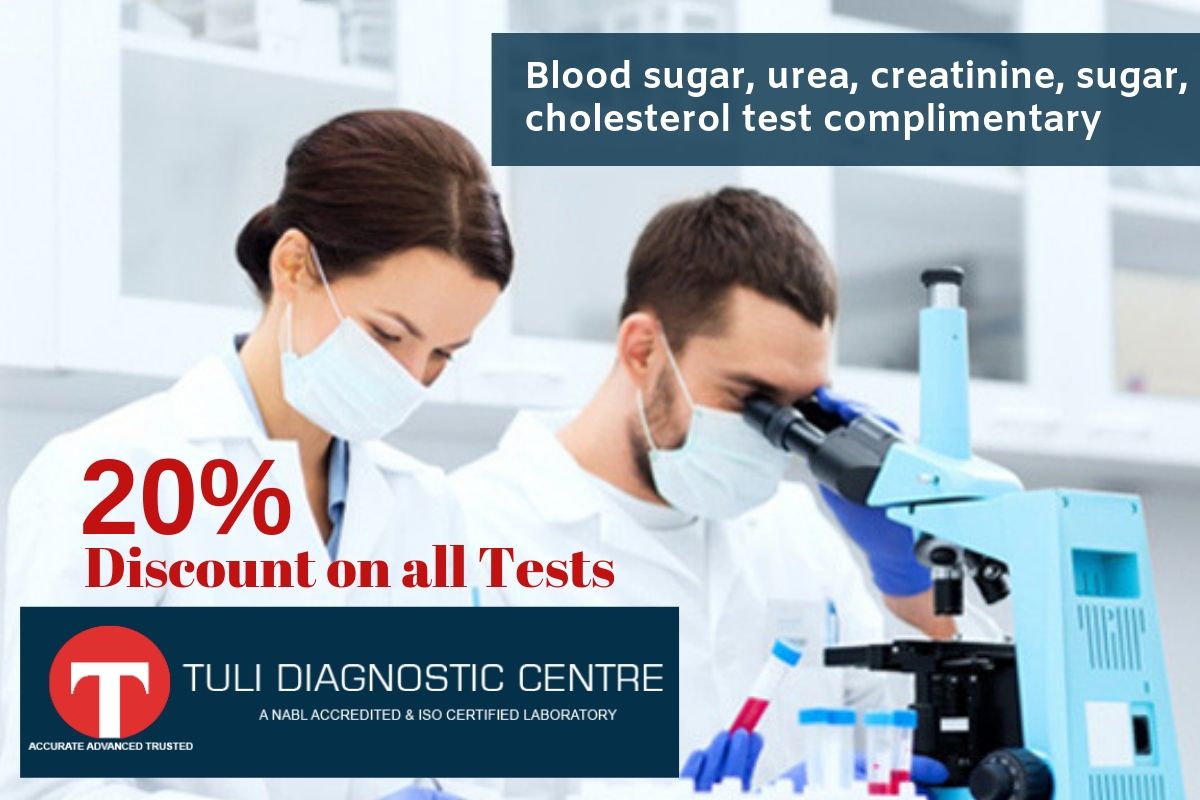 Blood sugar, urea, creatinine, sugar,
cholesterol test complimentary
20%
Discount on all Tests
T
TULI DIAGNOSTIC CENTRE
A NABL ACCREDITED & ISO CERTIFIED LABORATORY
ACCURATE ADVANCED TRUSTED